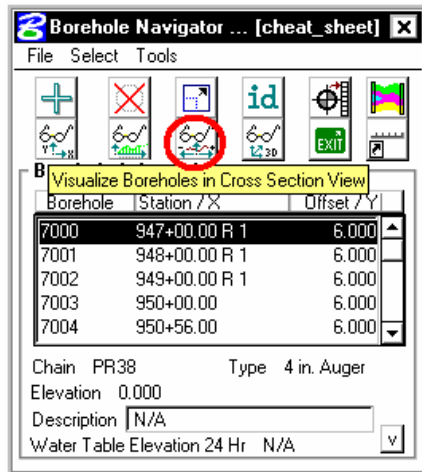 Borehole Navigator ... [cheat_sheet]
File Select Tools
id
Y X
3D
EXIT
B
Visualize Boreholes in Cross Section View
Borehole Station / X Offset / Y
7000 947+00.00 R 1 6.000
7001 948+00.00 R 1 6.000
7002 949+00.00 R 1 6.000
7003 950+00.00 6.000
7004 950+56.00 6.000
Chain PR38 Type 4 in. Auger
Elevation 0.000
Description N/A
Water Table Elevation 24 Hr N/A
v